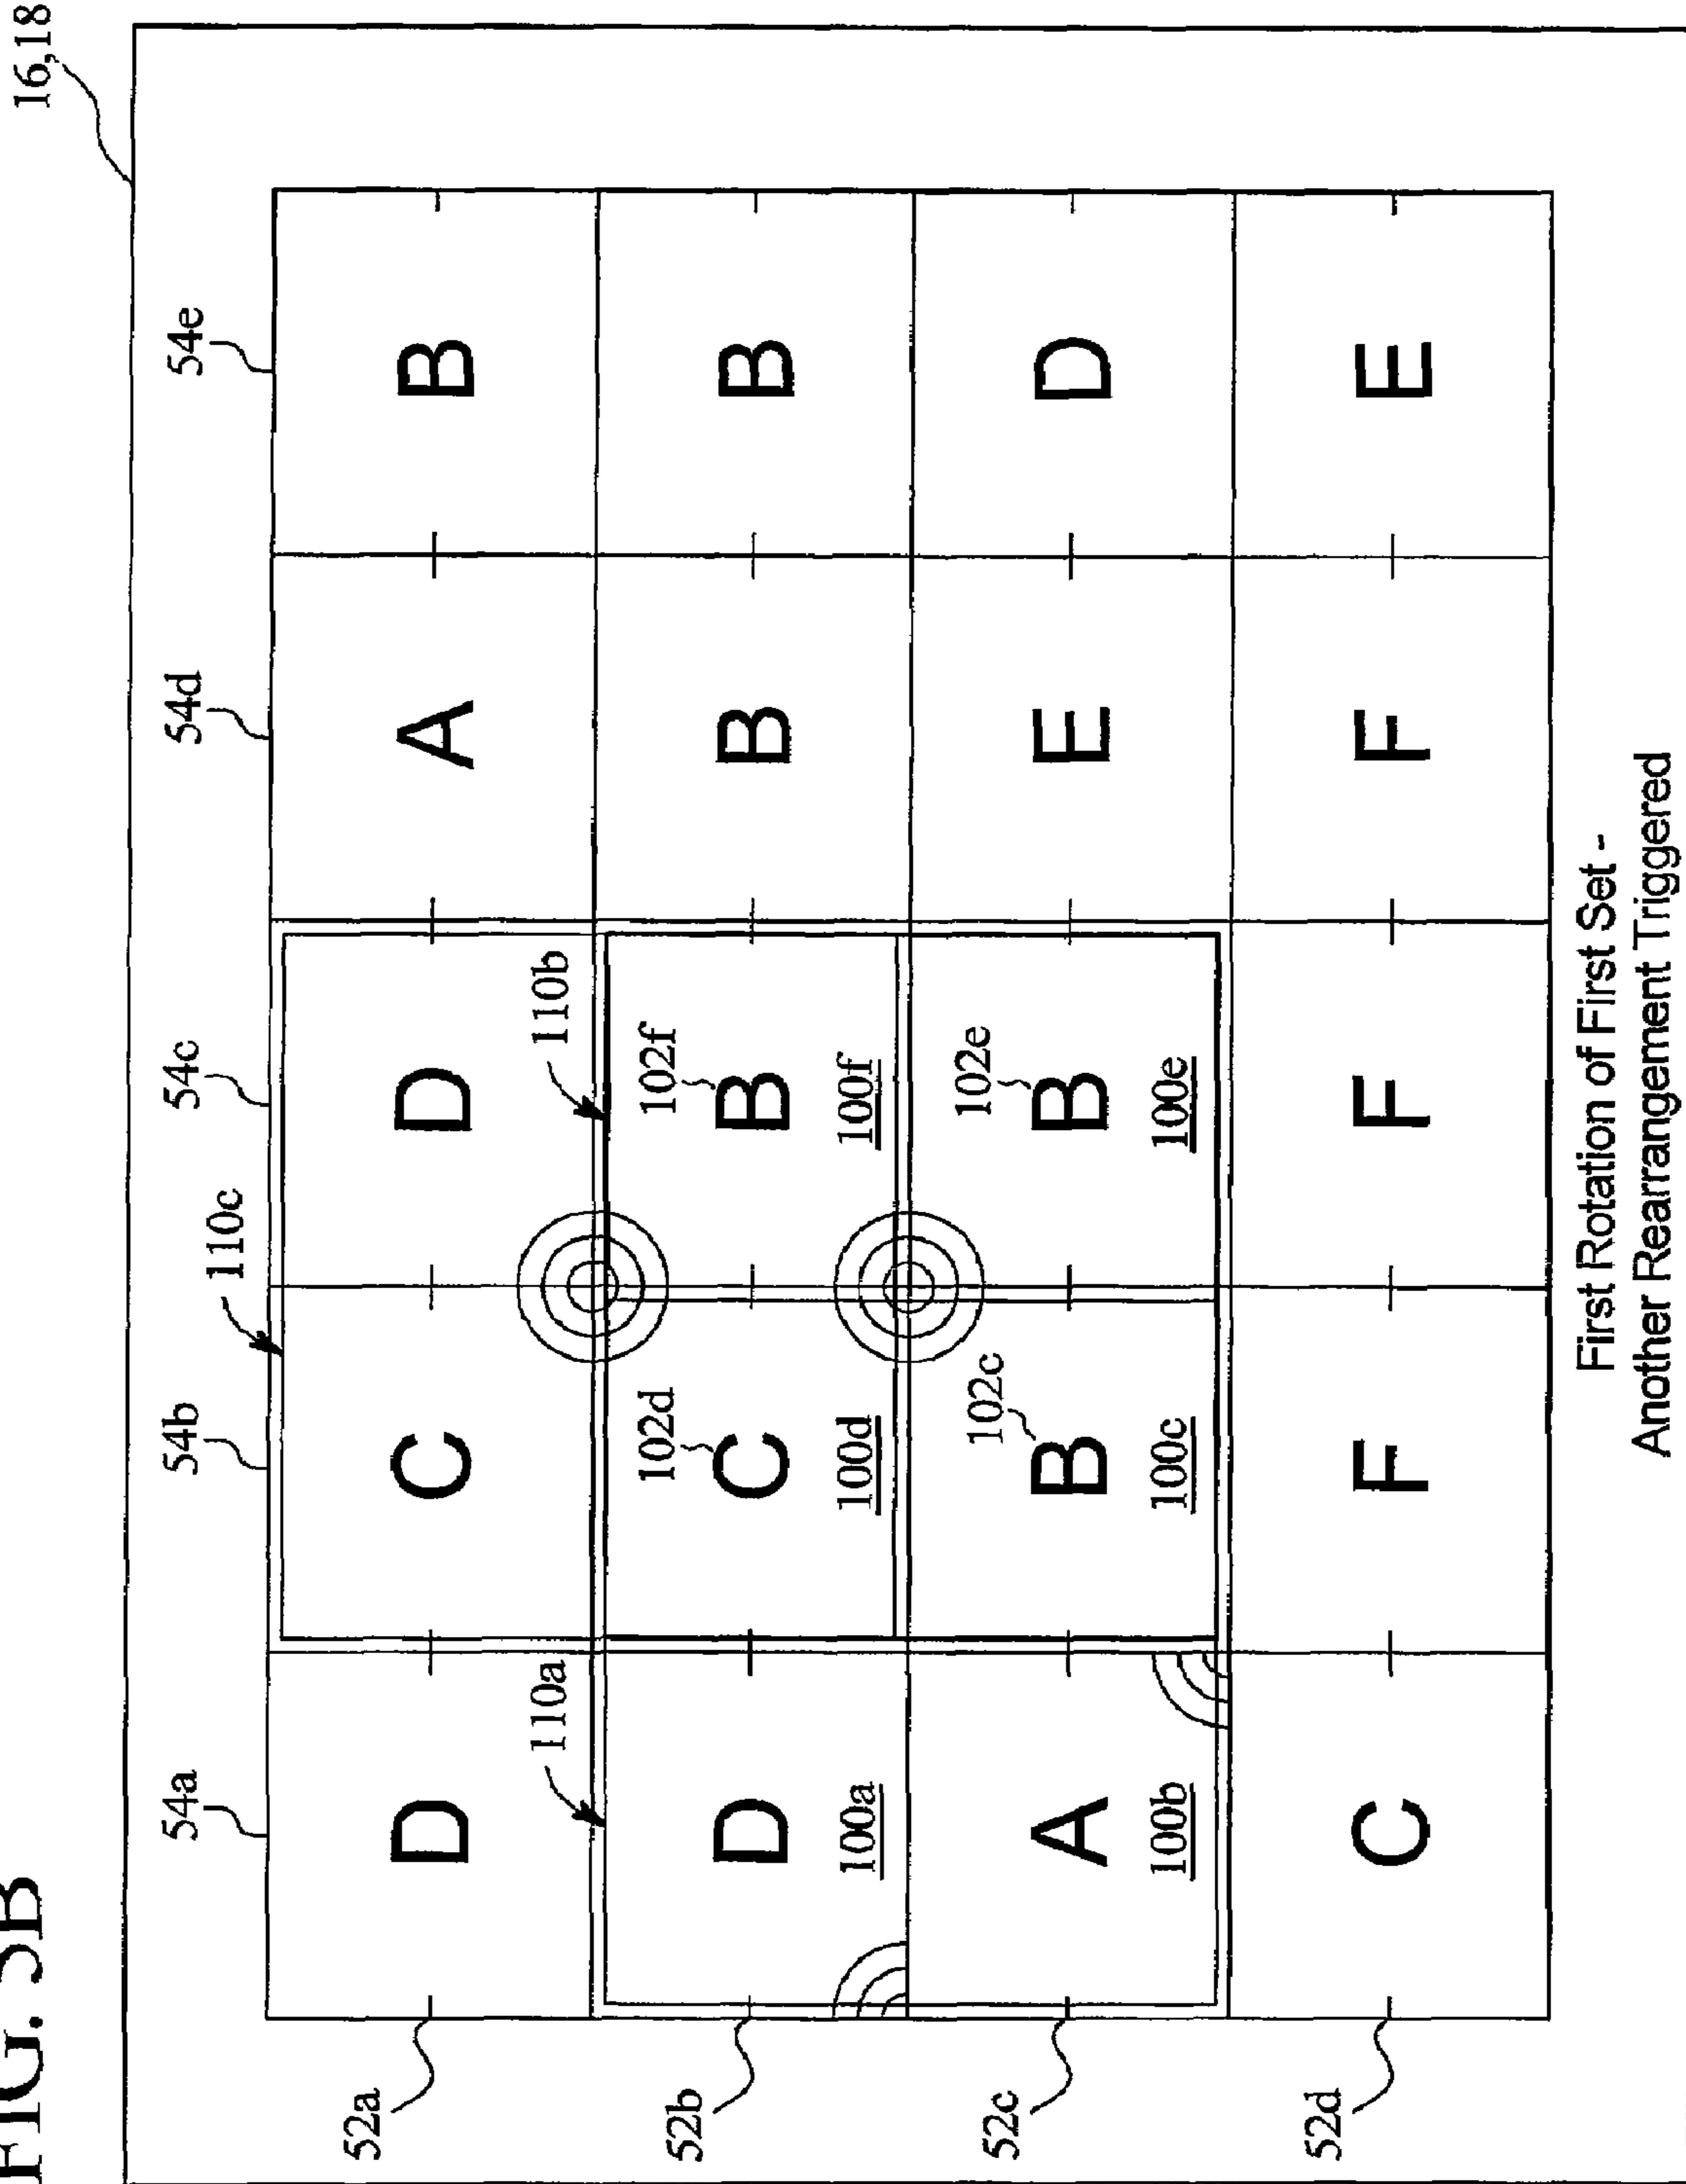 FIG. 5B
16,18
54a 54b 54c 54d 54e
110c
52a D C D A B
110a 110b
102d 102f
52b D C B B B
100a 100d 100f
102c 102e
52c A B B E D
100b 100c 100e
52d C F F F E
First Rotation of First Set -
Another Rearrangement Triggered